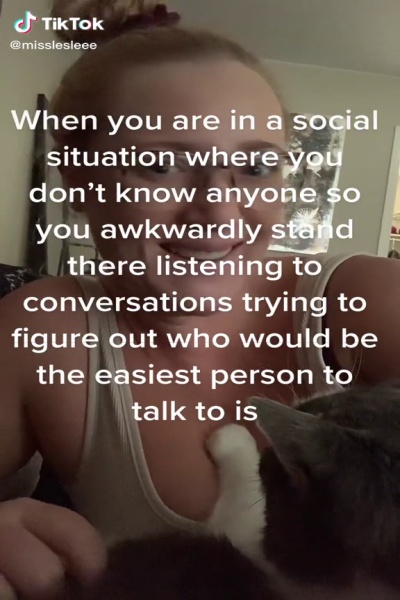 TikTok
@misslesleee
When you are in a social
situation where you
don't know anyone so
you awkwardly stand
there listening to
conversations trying to
figure out who would be
the easiest person to
talk to is